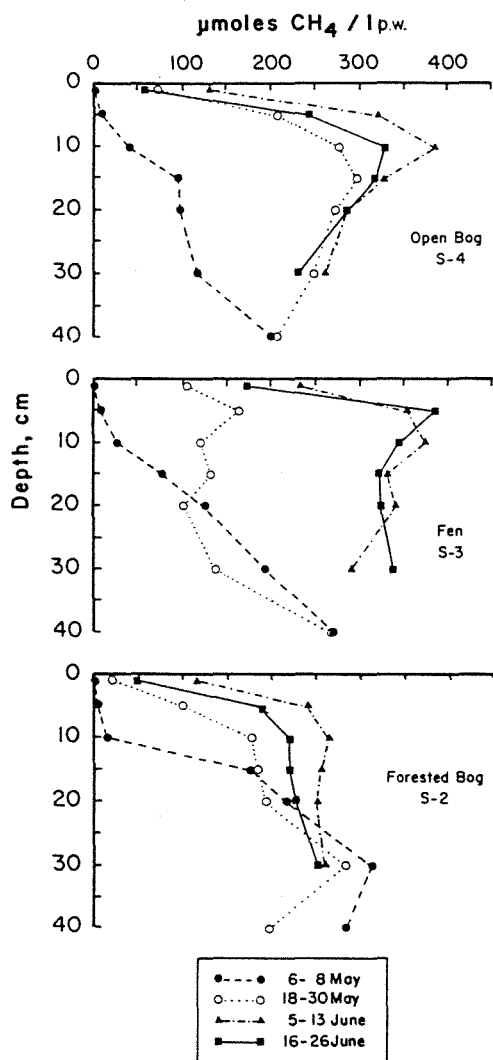 μmoles CH4 / l p.w.
0 100 200 300 400
Depth, cm
0
10
20
30
40
Open Bog
S-4
0
10
20
30
40
Fen
S-3
0
10
20
30
40
Forested Bog
S-2
6-8 May
18-30 May
5-13 June
16-26 June